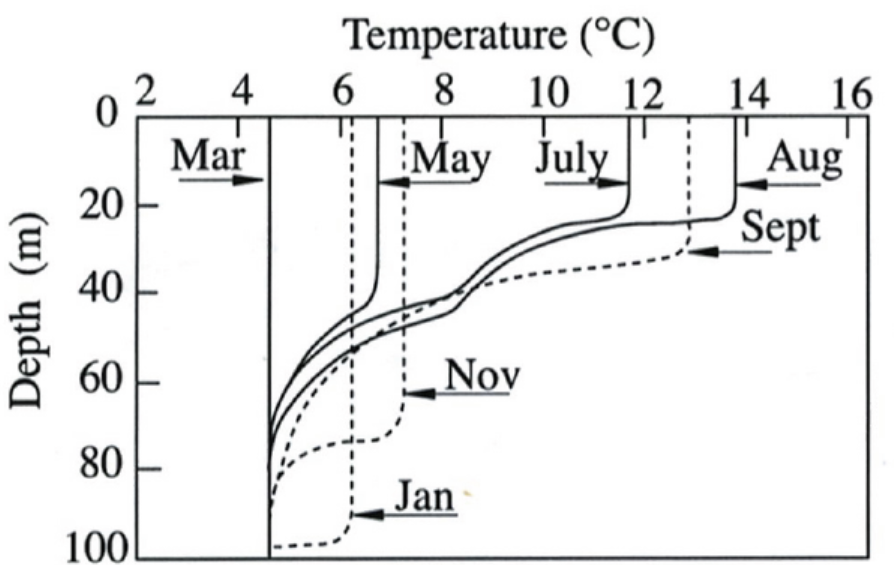 Temperature (°C)
2 4 6 8 10 12 14 16
Depth (m)
0
20
40
60
80
100
Mar
May
July
Aug
Sept
Nov
Jan